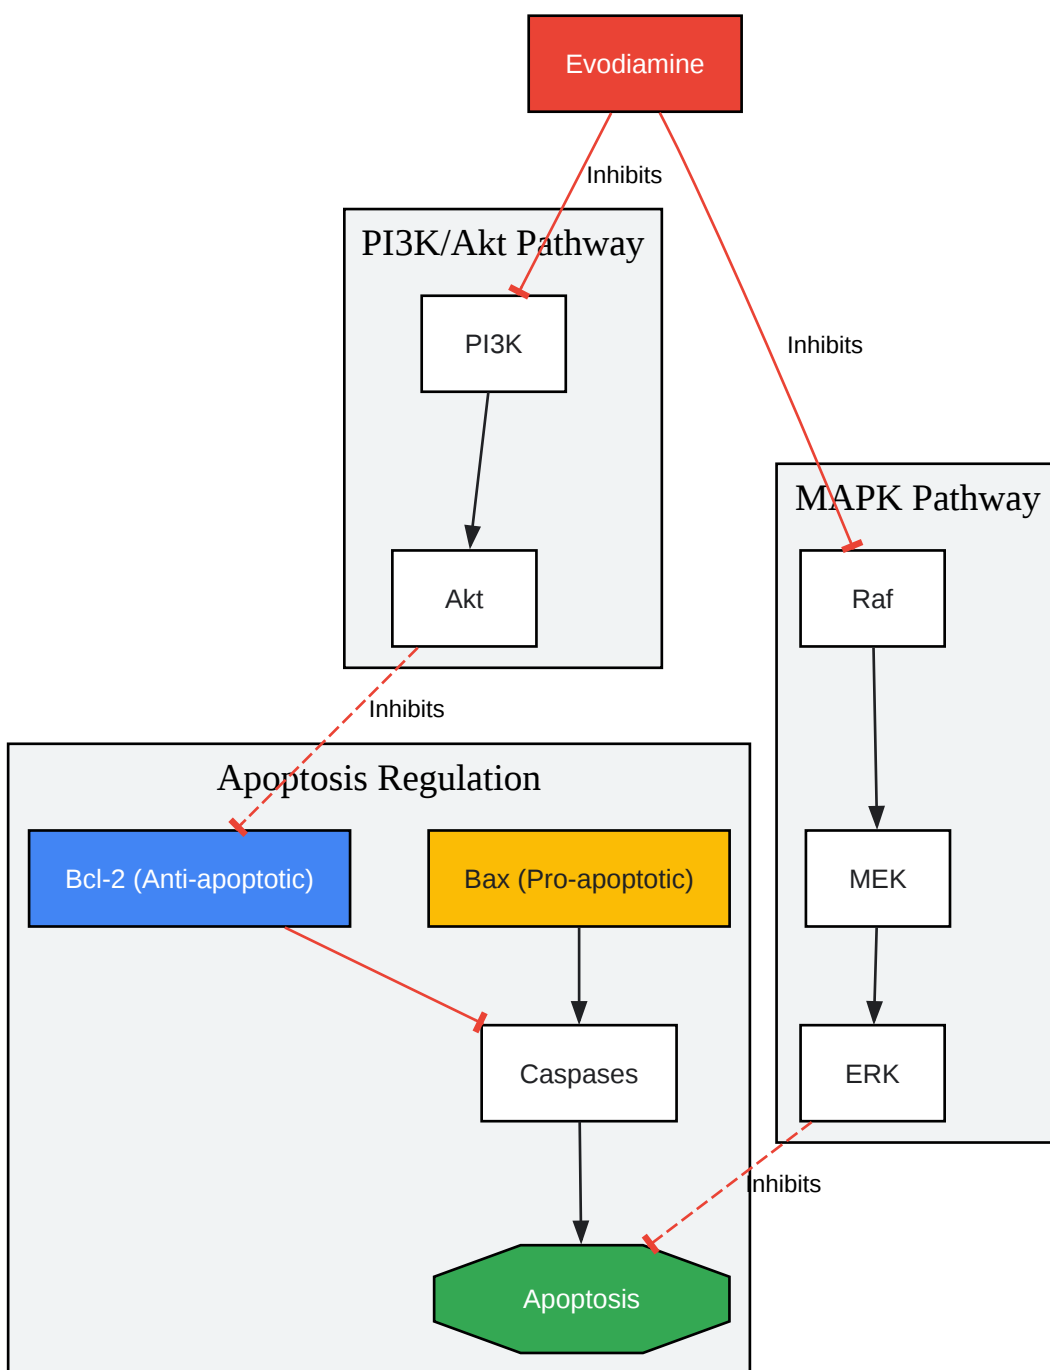 Evodiamine
Inhibits
PI3K/Akt Pathway
PI3K
Inhibits
MAPK Pathway
Akt
Raf
Inhibits
Apoptosis Regulation
Bcl-2 (Anti-apoptotic)
Bax (Pro-apoptotic)
MEK
Caspases
ERK
Inhibits
Apoptosis